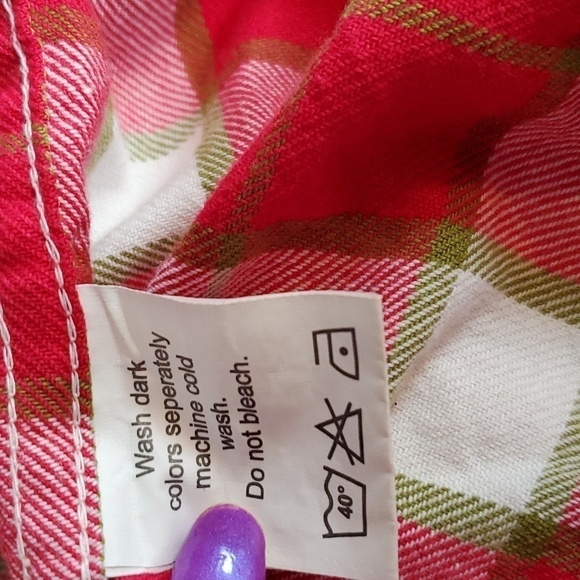 Wash dark
colors seperately
machine cold
wash.
Do not bleach.
40°